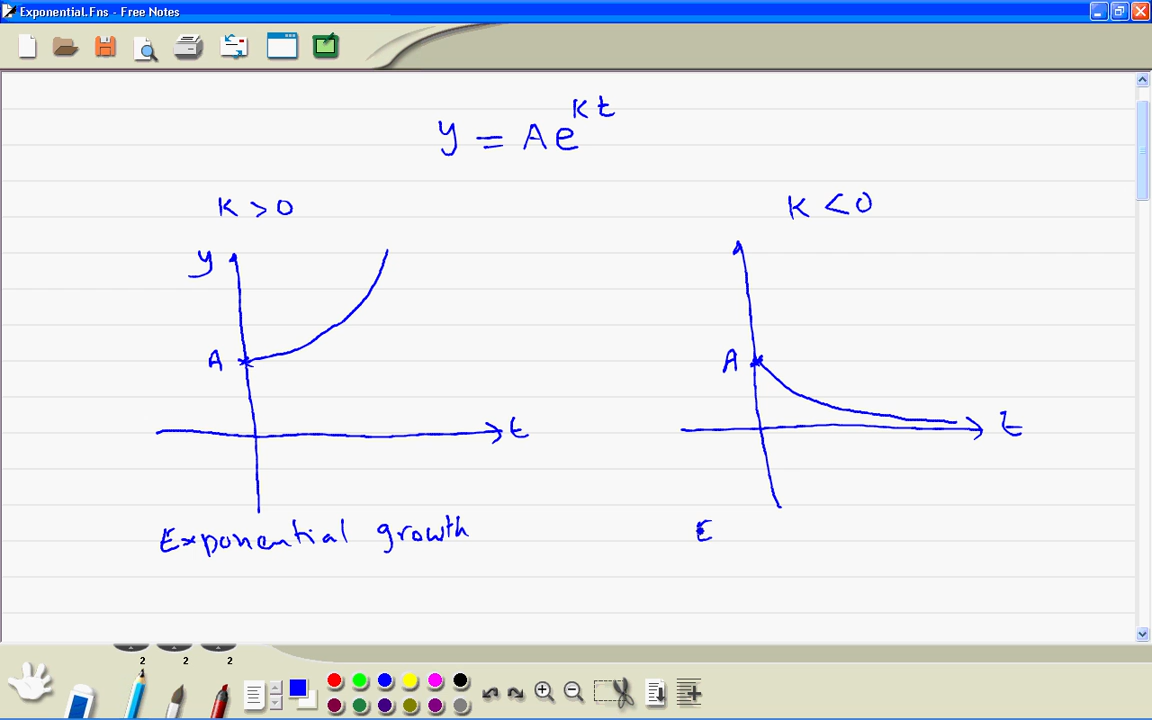 Exponential.Fns - Free Notes
y = Ae^{kt}
K > 0
K < 0
y
A
A
t
t
Exponential growth
E
2 2 2